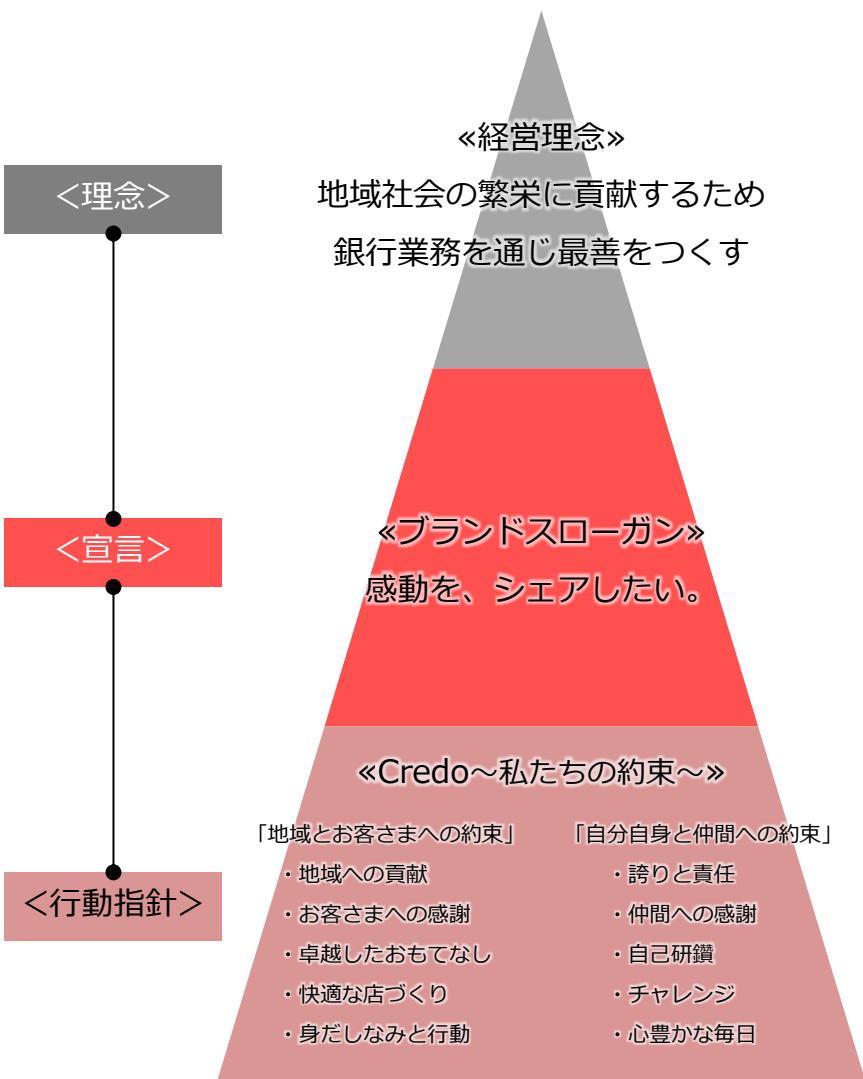 <理念>
≪経営理念≫
地域社会の繁栄に貢献するため
銀行業務を通じ最善をつくす
<宣言>
≪ブランドスローガン≫
感動を、シェアしたい。
<行動指針>
≪Credo～私たちの約束～≫
「地域とお客さまへの約束」
・地域への貢献
・お客さまへの感謝
・卓越したおもてなし
・快適な店づくり
・身だしなみと行動
「自分自身と仲間への約束」
・誇りと責任
・仲間への感謝
・自己研鑽
・チャレンジ
・心豊かな毎日